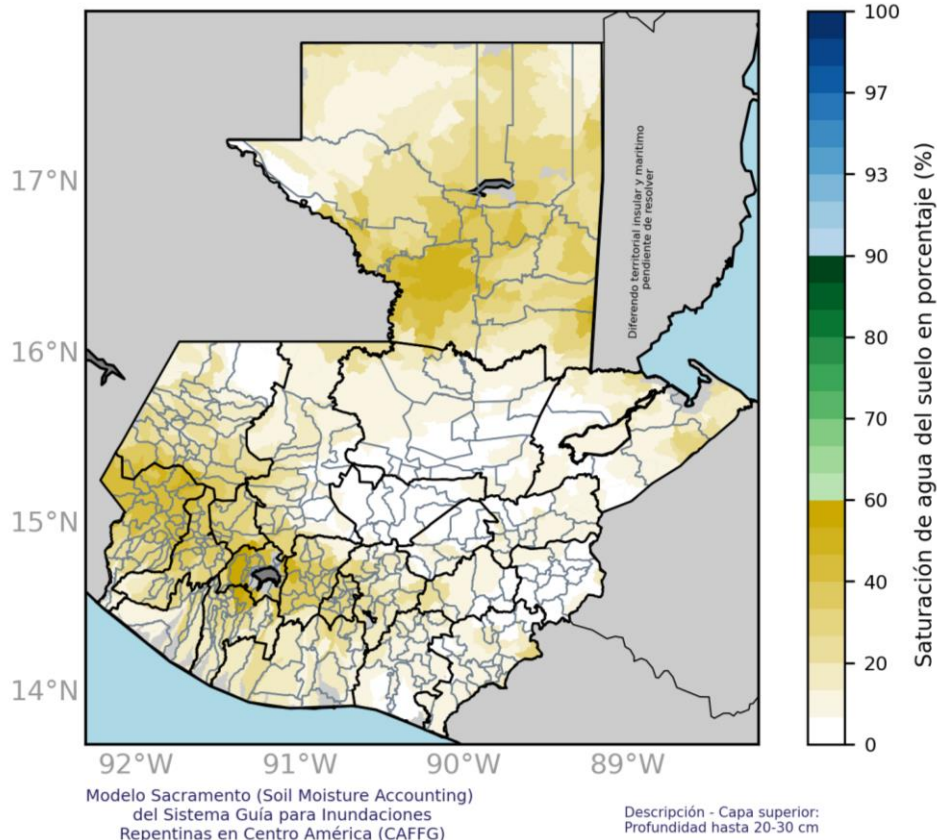 100
97
93
90
80
70
60
40
20
0
Saturación de agua del suelo en porcentaje (%)
17°N
16°N
15°N
14°N
92°W 91°W 90°W 89°W
Diferendo territorial insular y maritimo
pendiente de resolver
Modelo Sacramento (Soil Moisture Accounting)
del Sistema Guía para Inundaciones
Repentinas en Centro América (CAFFG)
Descripción - Capa superior:
Profundidad hasta 20-30 cm